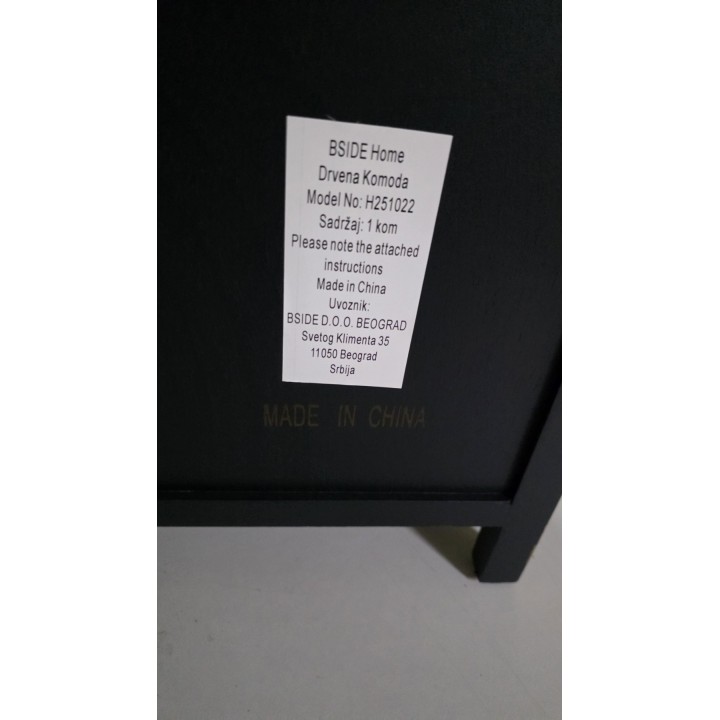 BSIDE Home
Drvena Komoda
Model No: H251022
Sadržaj: 1 kom
Please note the attached
instructions
Made in China
Uvoznik:
BSIDE D.O.O. BEOGRAD
Svetog Klimenta 35
11050 Beograd
Srbija
MADE IN CHINA